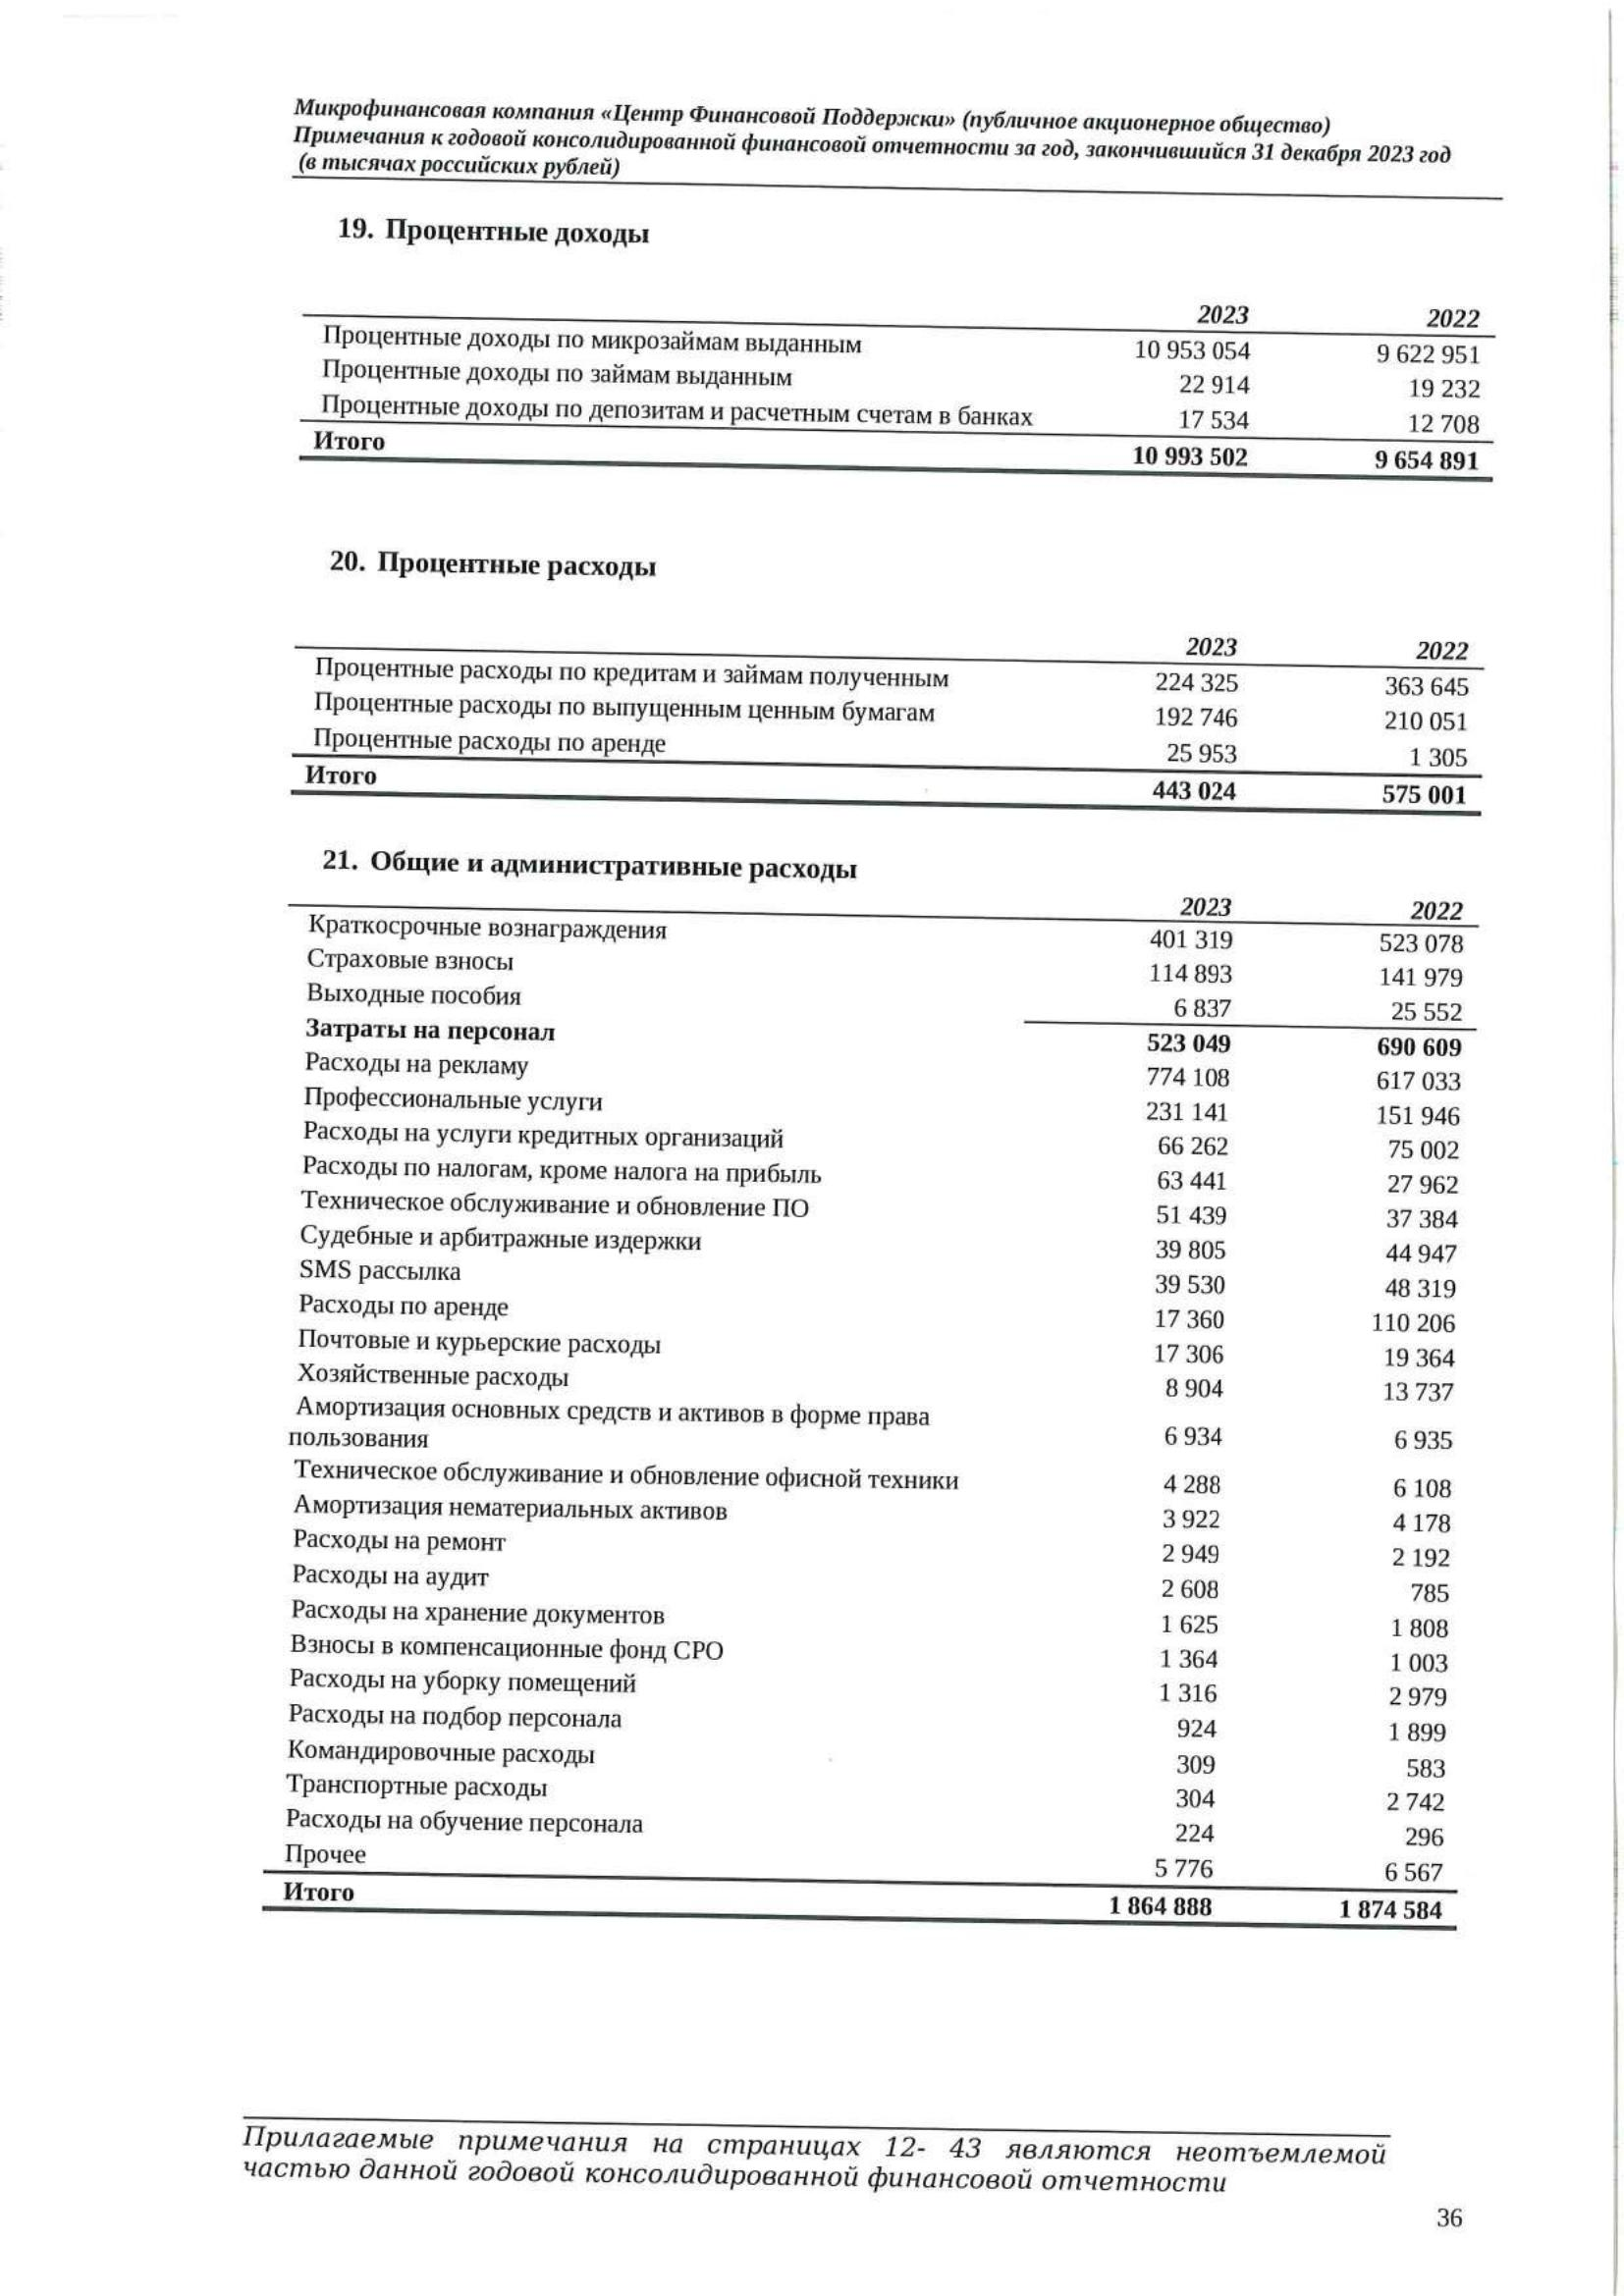 Микрофинансовая компания «Центр Финансовой Поддержки» (публичное акционерное общество)
Примечания к годовой консолидированной финансовой отчетности за год, закончившийся 31 декабря 2023 год
(в тысячах российских рублей)
19. Процентные доходы
2023 2022
Процентные доходы по микрозаймам выданным 10 953 054 9 622 951
Процентные доходы по займам выданным 22 914 19 232
Процентные доходы по депозитам и расчетным счетам в банках 17 534 12 708
Итого 10 993 502 9 654 891
20. Процентные расходы
2023 2022
Процентные расходы по кредитам и займам полученным 224 325 363 645
Процентные расходы по выпущенным ценным бумагам 192 746 210 051
Процентные расходы по аренде 25 953 1 305
Итого 443 024 575 001
21. Общие и административные расходы
2023 2022
Краткосрочные вознаграждения 401 319 523 078
Страховые взносы 114 893 141 979
Выходные пособия 6 837 25 552
Затраты на персонал 523 049 690 609
Расходы на рекламу 774 108 617 033
Профессиональные услуги 231 141 151 946
Расходы на услуги кредитных организаций 66 262 75 002
Расходы по налогам, кроме налога на прибыль 63 441 27 962
Техническое обслуживание и обновление ПО 51 439 37 384
Судебные и арбитражные издержки 39 805 44 947
SMS рассылка 39 530 48 319
Расходы по аренде 17 360 110 206
Почтовые и курьерские расходы 17 306 19 364
Хозяйственные расходы 8 904 13 737
Амортизация основных средств и активов в форме права
пользования 6 934 6 935
Техническое обслуживание и обновление офисной техники 4 288 6 108
Амортизация нематериальных активов 3 922 4 178
Расходы на ремонт 2 949 2 192
Расходы на аудит 2 608 785
Расходы на хранение документов 1 625 1 808
Взносы в компенсационные фонд СРО 1 364 1 003
Расходы на уборку помещений 1 316 2 979
Расходы на подбор персонала 924 1 899
Командировочные расходы 309 583
Транспортные расходы 304 2 742
Расходы на обучение персонала 224 296
Прочее 5 776 6 567
Итого 1 864 888 1 874 584
Прилагаемые примечания на страницах 12- 43 являются неотъемлемой
частью данной годовой консолидированной финансовой отчетности
36